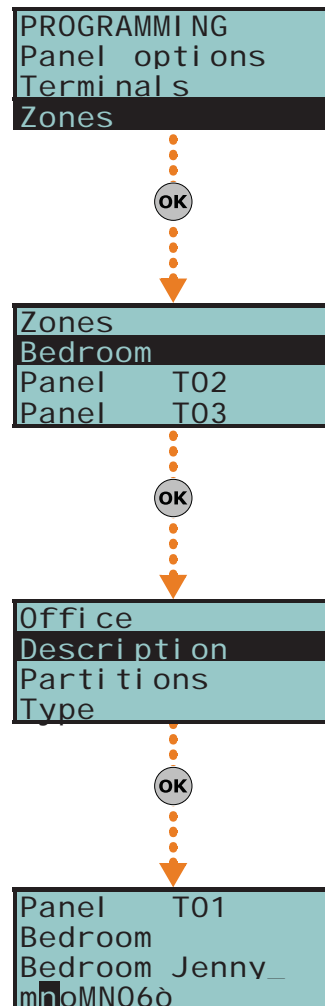 PROGRAMMING
Panel options
Terminals
Zones
OK
Zones
Bedroom
Panel T02
Panel T03
OK
Office
Description
Partitions
Type
OK
Panel T01
Bedroom
Bedroom Jenny_
mnoMNO6ò